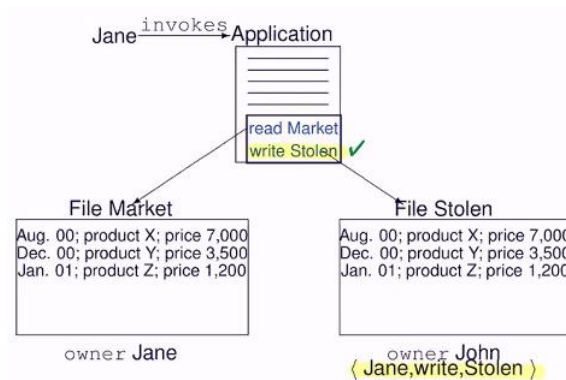 Jane invokes Application
read Market
write Stolen ✓
File Market
Aug. 00; product X; price 7,000
Dec. 00; product Y; price 3,500
Jan. 01; product Z; price 1,200
owner Jane
File Stolen
Aug. 00; product X; price 7,000
Dec. 00; product Y; price 3,500
Jan. 01; product Z; price 1,200
owner John
⟨ Jane,write,Stolen ⟩